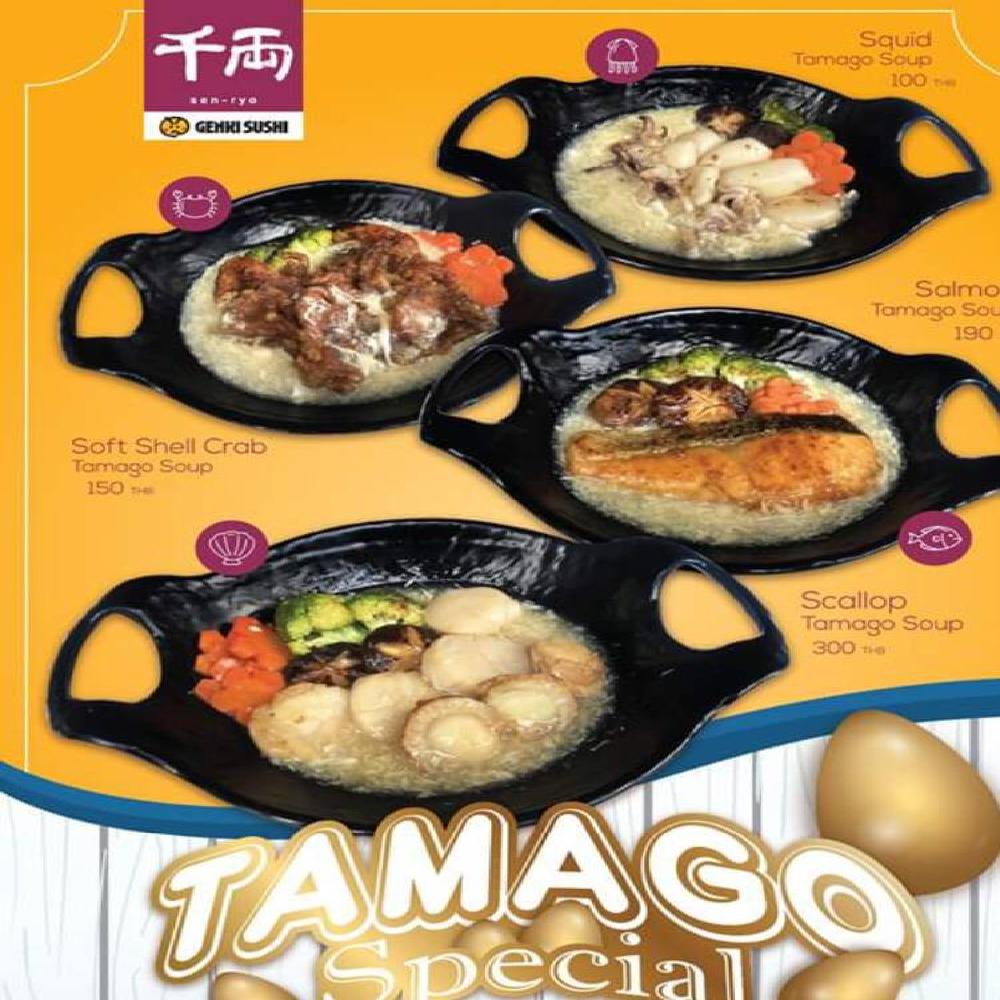 千両
sen-ryo
GENKI SUSHI
Squid
Tamago Soup
100 THB
Soft Shell Crab
Tamago Soup
150 THB
Salmo
Tamago Sou
190
Scallop
Tamago Soup
300 THB
TAMAGO
Special